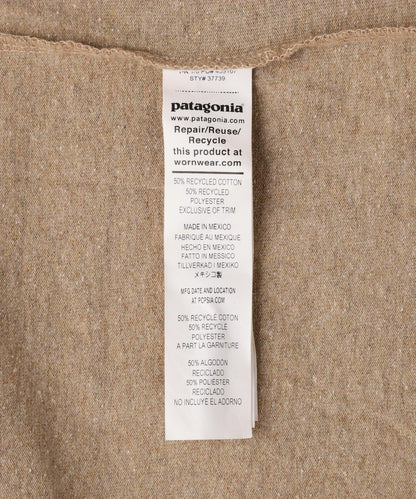 STY# 37739
patagonia
www.patagonia.com
Repair/Reuse/
Recycle
this product at
wornwear.com
50% RECYCLED COTTON
50% RECYCLED
POLYESTER
EXCLUSIVE OF TRIM
MADE IN MEXICO
FABRIQUÉ AU MEXIQUE
HECHO EN MEXICO
FATTO IN MESSICO
TILLVERKAD I MEXIKO
メキシコ製
MFG DATE AND LOCATION
AT PCPSIA.COM
50% RECYCLE COTON
50% RECYCLE
POLYESTER
A PART LA GARNITURE
50% ALGODÓN
RECICLADO
50% POLIÉSTER
RECICLADO
NO INCLUYE EL ADORNO